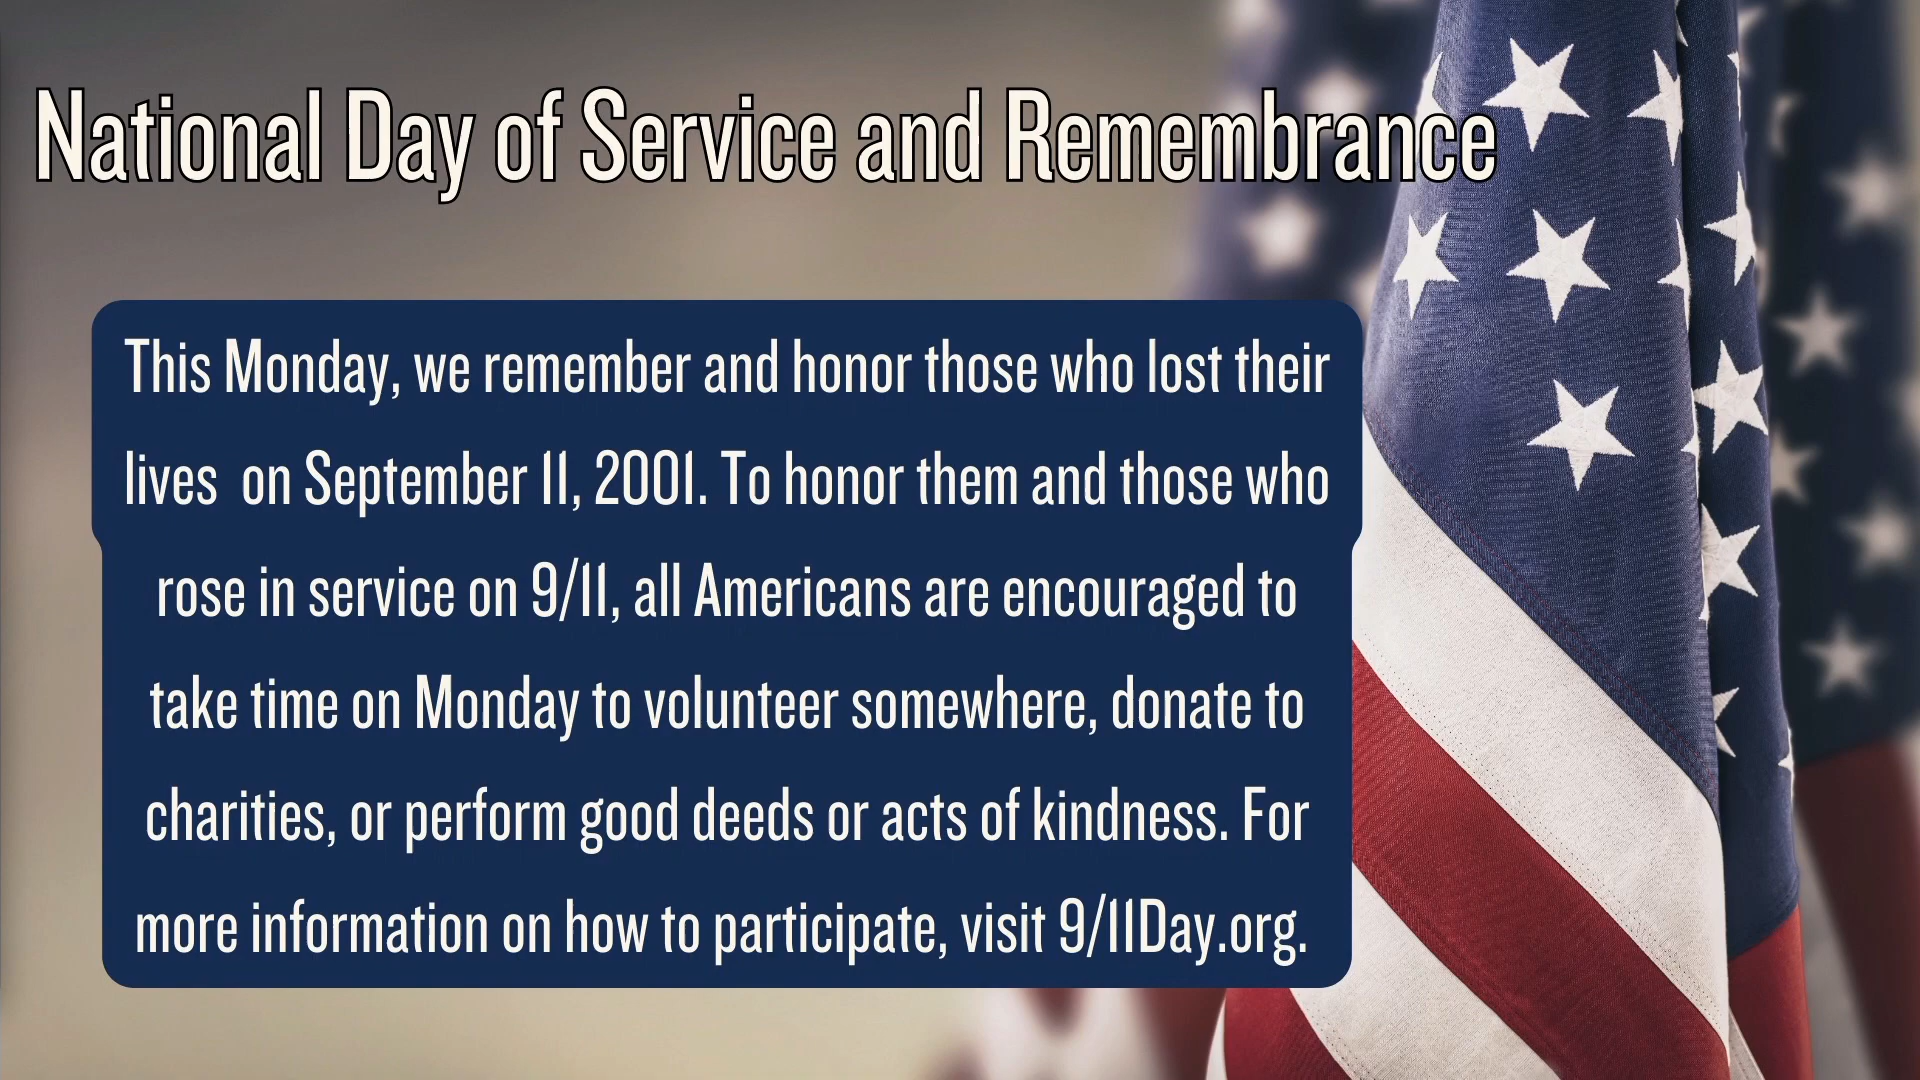 National Day of Service and Remembrance
This Monday, we remember and honor those who lost their
lives  on September 11, 2001. To honor them and those who
rose in service on 9/11, all Americans are encouraged to
take time on Monday to volunteer somewhere, donate to
charities, or perform good deeds or acts of kindness. For
more information on how to participate, visit 9/11Day.org.